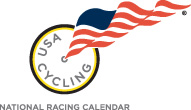 USA
CYCLING
®
NATIONAL RACING CALENDAR